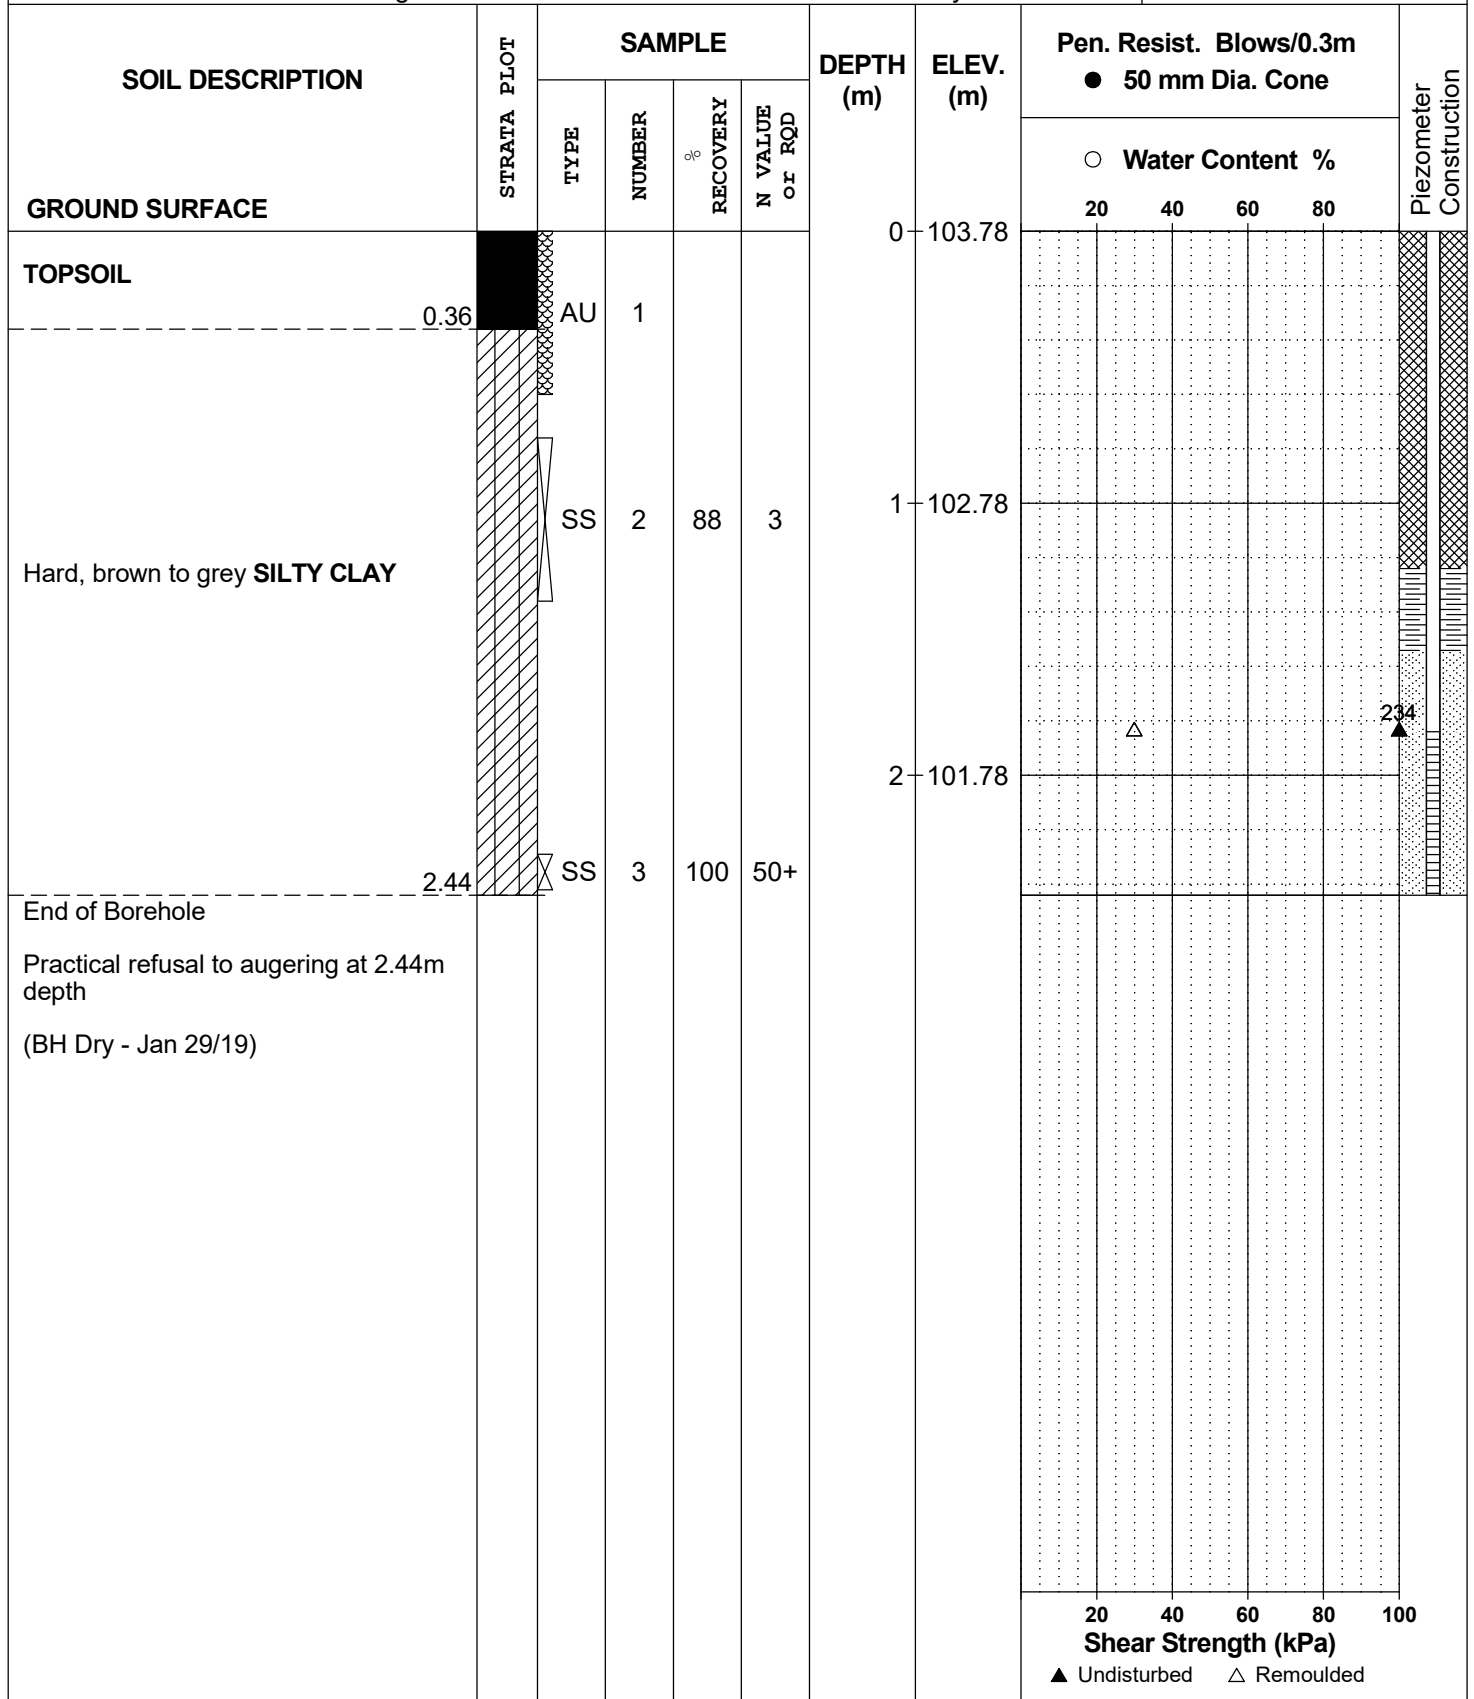 SOIL DESCRIPTION
GROUND SURFACE
STRATA PLOT
SAMPLE
TYPE
NUMBER
%
RECOVERY
N VALUE
or RQD
DEPTH
(m)
ELEV.
(m)
Pen. Resist. Blows/0.3m
● 50 mm Dia. Cone
○ Water Content %
20 40 60 80
Piezometer
Construction
0 103.78
TOPSOIL
0.36
AU 1
1 102.78
SS 2 88 3
Hard, brown to grey SILTY CLAY
234
2 101.78
SS 3 100 50+
2.44
End of Borehole
Practical refusal to augering at 2.44m
depth
(BH Dry - Jan 29/19)
20 40 60 80 100
Shear Strength (kPa)
▲ Undisturbed △ Remoulded